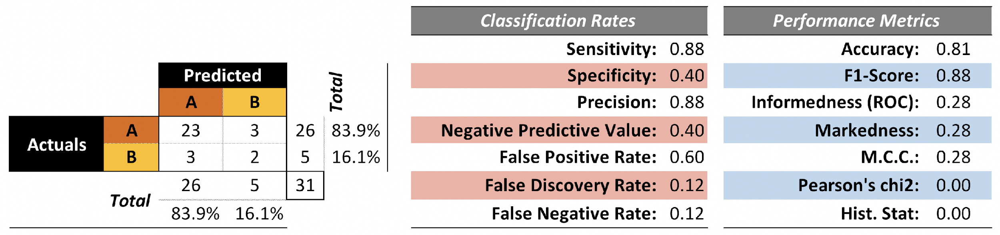 Predicted
Total
A B
Actuals A 23 3 26 83.9%
B 3 2 5 16.1%
Total 26 5 31
83.9% 16.1%
Classification Rates
Sensitivity: 0.88
Specificity: 0.40
Precision: 0.88
Negative Predictive Value: 0.40
False Positive Rate: 0.60
False Discovery Rate: 0.12
False Negative Rate: 0.12
Performance Metrics
Accuracy: 0.81
F1-Score: 0.88
Informedness (ROC): 0.28
Markedness: 0.28
M.C.C.: 0.28
Pearson's chi2: 0.00
Hist. Stat: 0.00